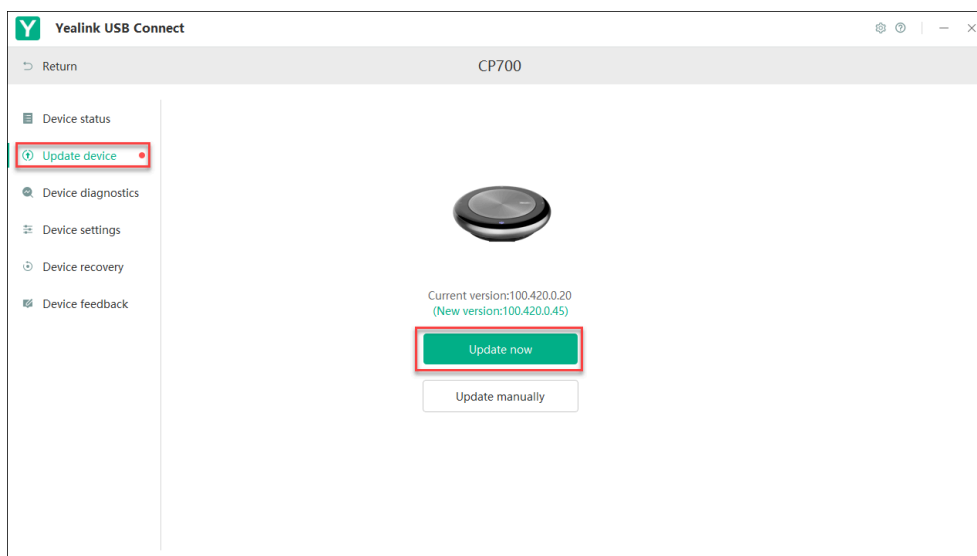 Yealink USB Connect
Return
CP700
Device status
Update device
Device diagnostics
Device settings
Device recovery
Device feedback
Current version:100.420.0.20
(New version:100.420.0.45)
Update now
Update manually